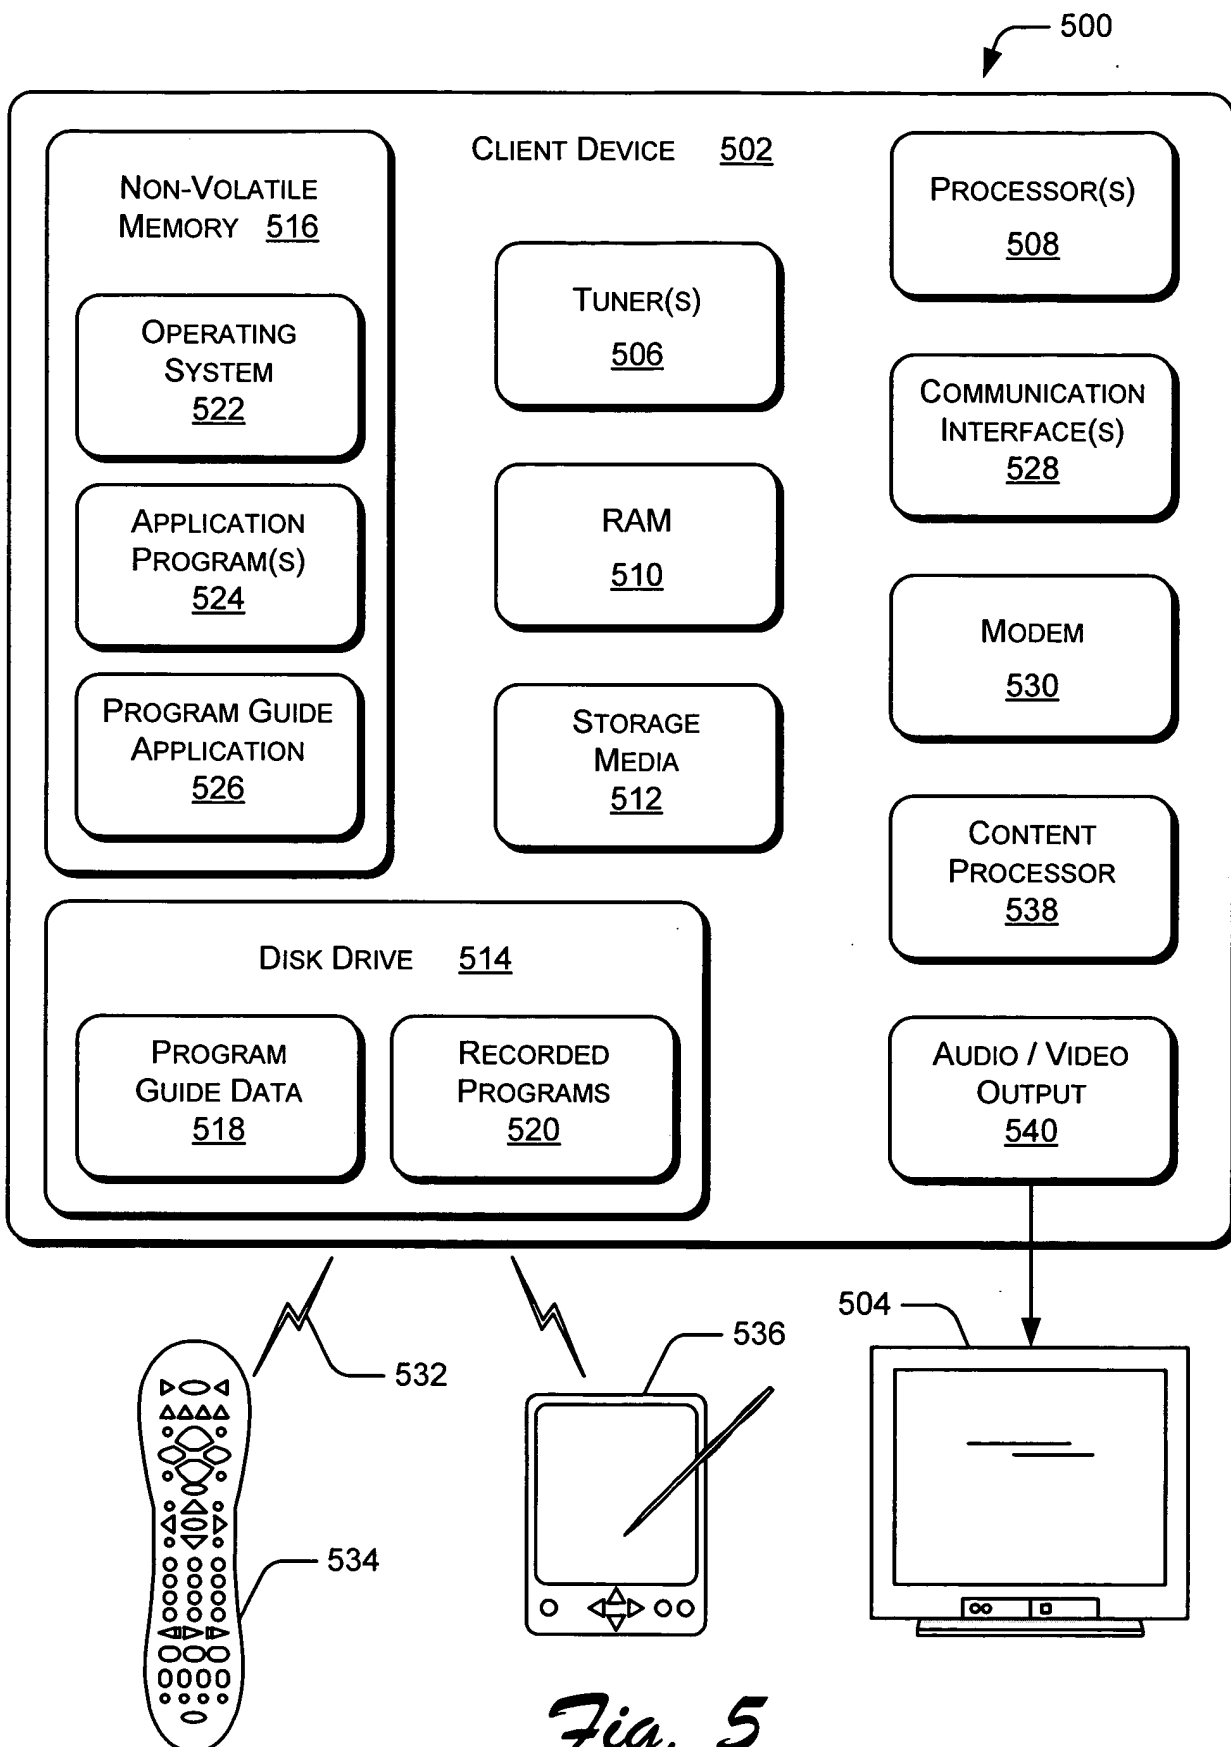 500
CLIENT DEVICE 502
NON-VOLATILE
MEMORY 516
OPERATING
SYSTEM
522
APPLICATION
PROGRAM(S)
524
PROGRAM GUIDE
APPLICATION
526
TUNER(S)
506
RAM
510
STORAGE
MEDIA
512
PROCESSOR(S)
508
COMMUNICATION
INTERFACE(S)
528
MODEM
530
CONTENT
PROCESSOR
538
AUDIO / VIDEO
OUTPUT
540
DISK DRIVE 514
PROGRAM
GUIDE DATA
518
RECORDED
PROGRAMS
520
532
534
536
504
Fig. 5